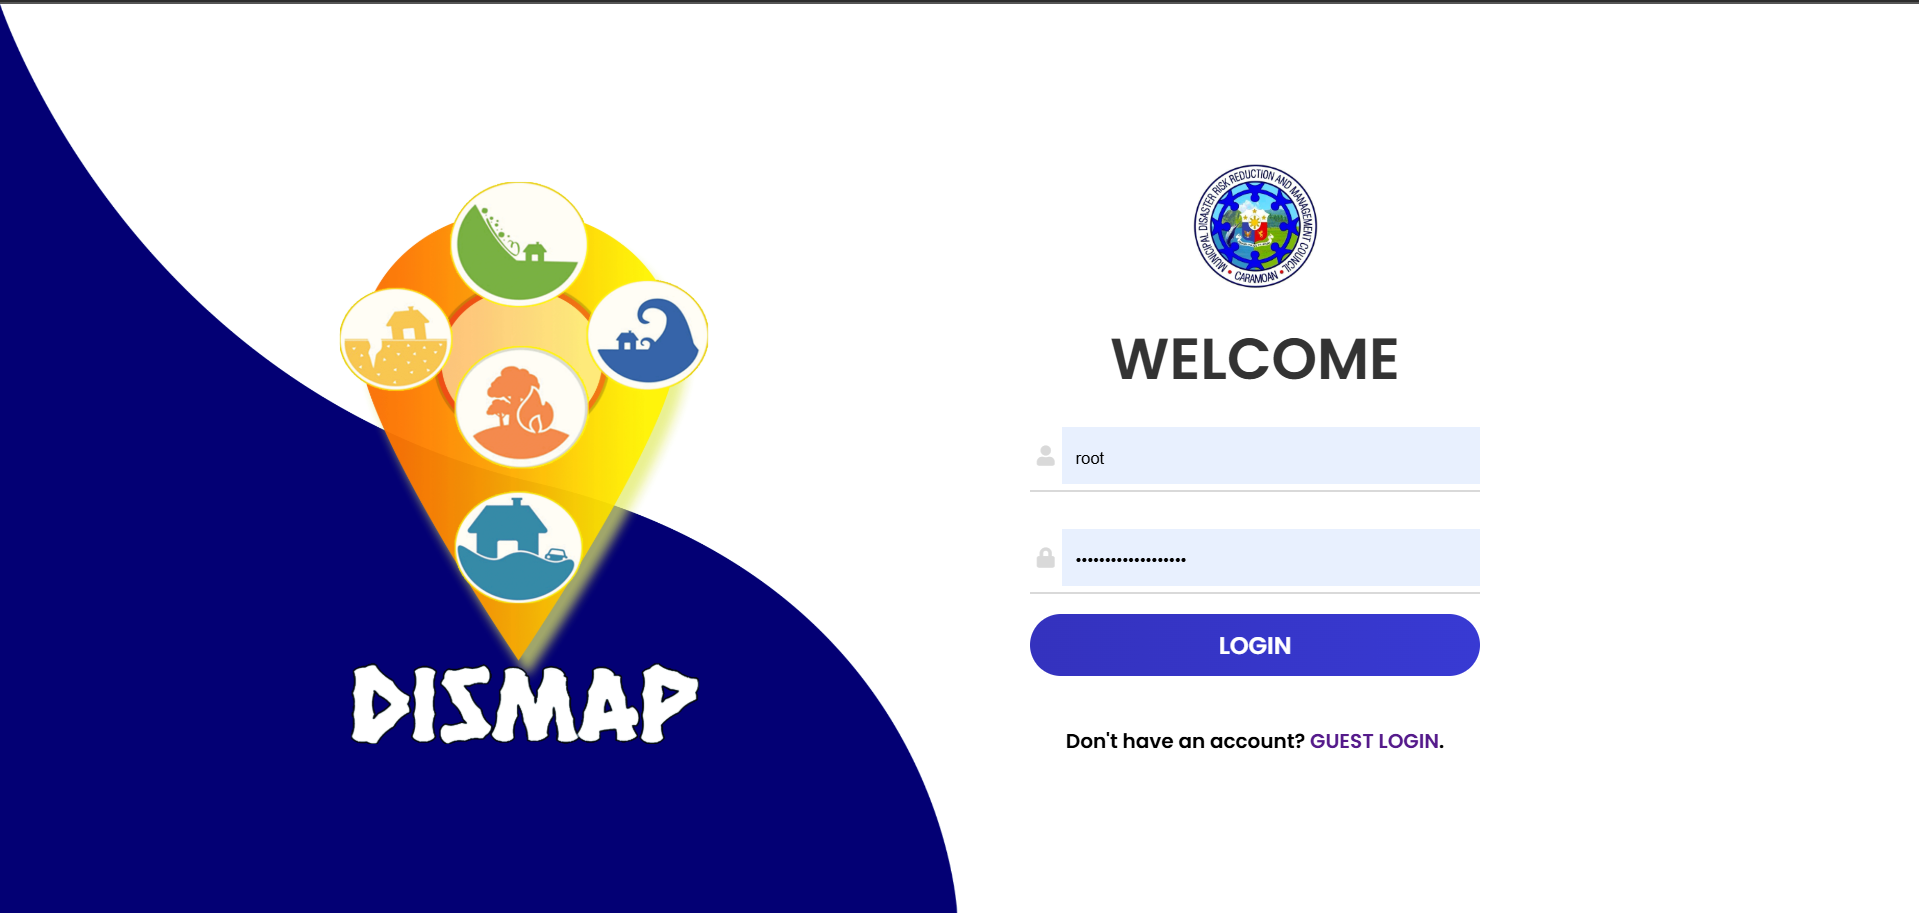 DISMAP
MUNICIPAL DISASTER RISK REDUCTION AND MANAGEMENT COUNCIL
CARAMOAN
WELCOME
root
•••••••••••••••••••
LOGIN
Don't have an account? GUEST LOGIN.